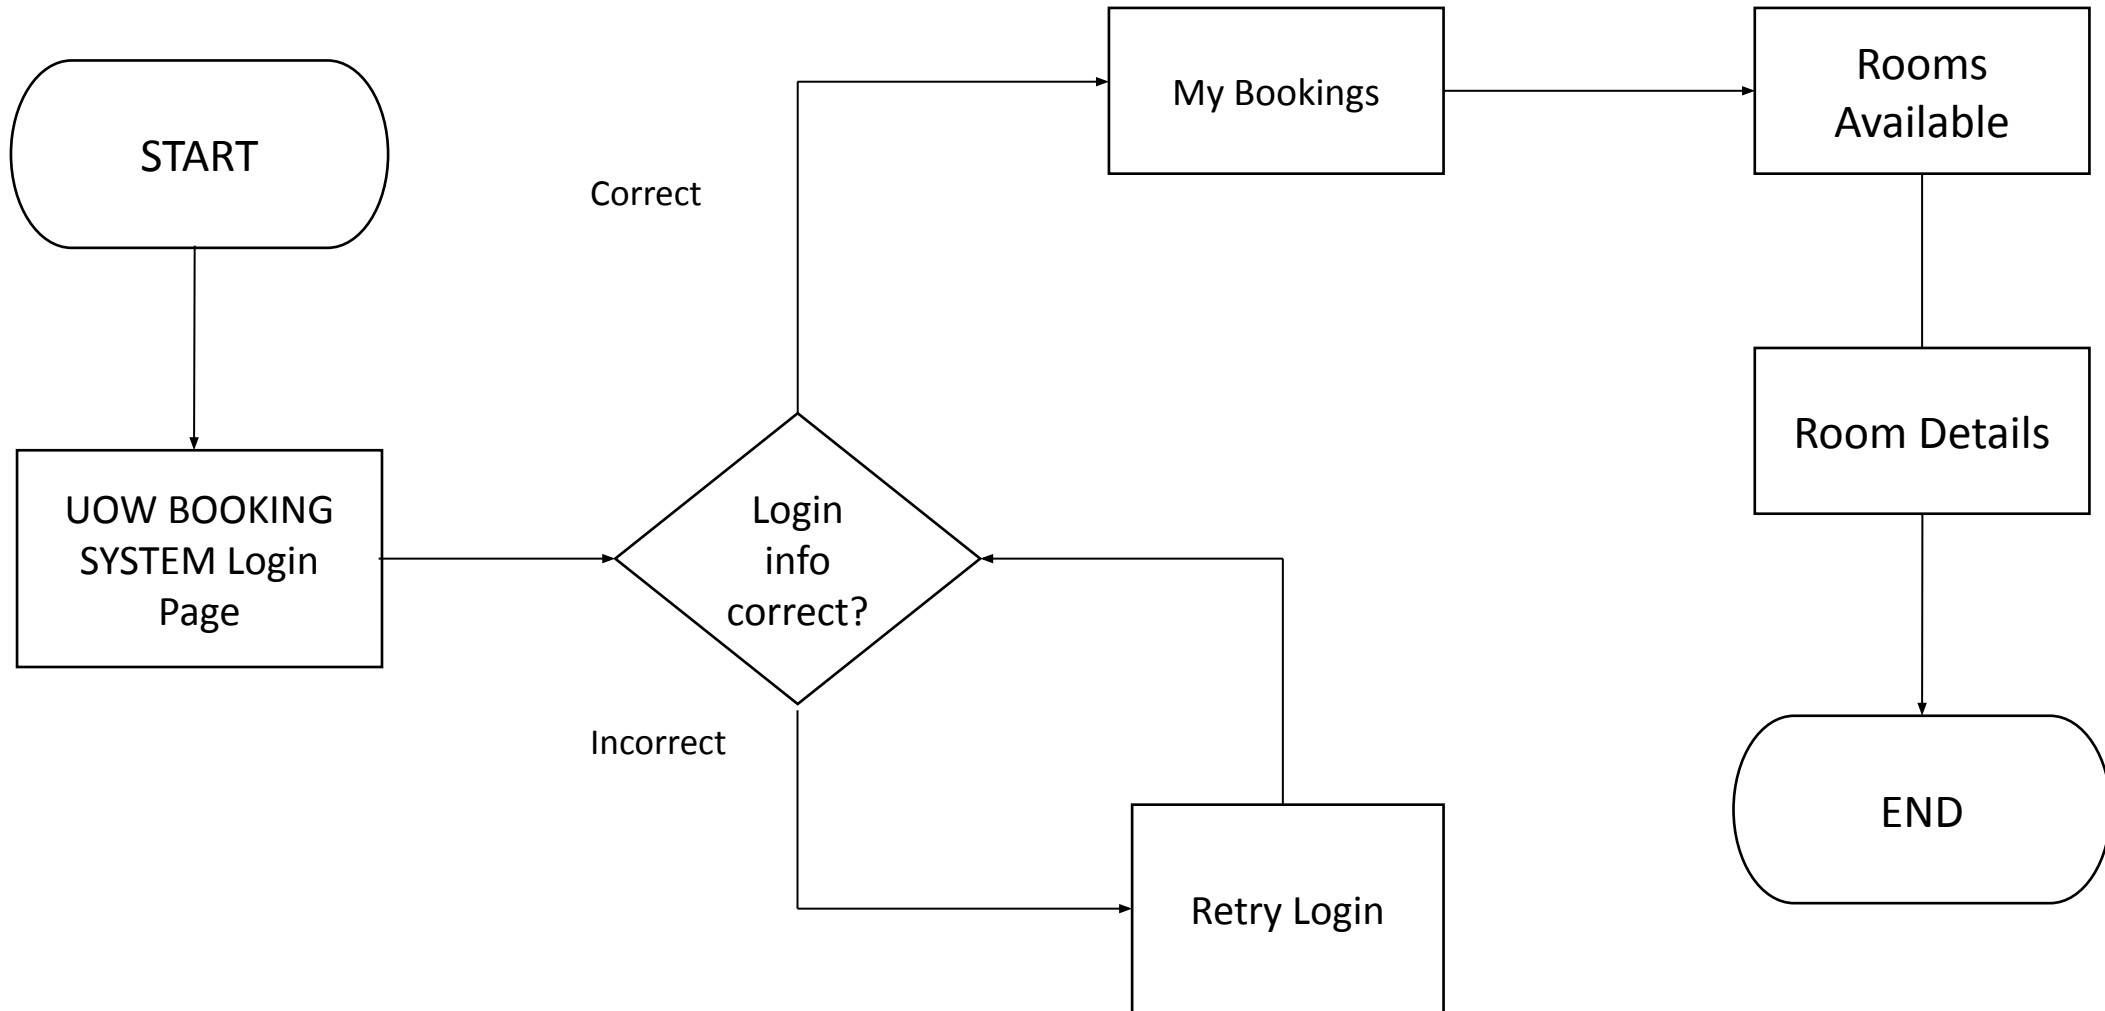 START
UOW BOOKING
SYSTEM Login
Page
Login
info
correct?
Correct
Incorrect
My Bookings
Rooms
Available
Room Details
Retry Login
END